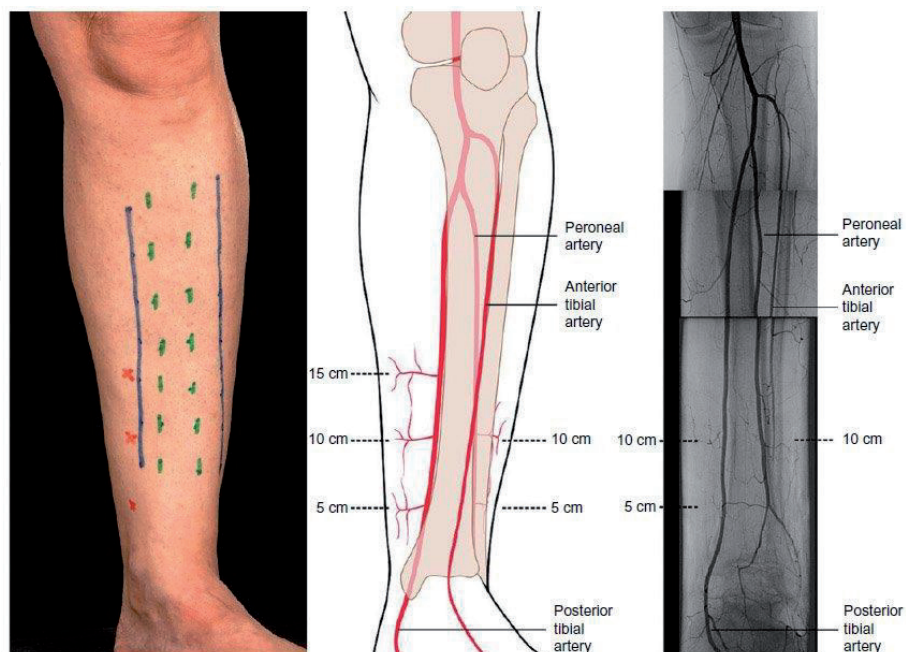 Peroneal
artery
Anterior
tibial
artery
15 cm
10 cm
10 cm
5 cm
5 cm
Posterior
tibial
artery
Peroneal
artery
Anterior
tibial
artery
10 cm
10 cm
5 cm
Posterior
tibial
artery